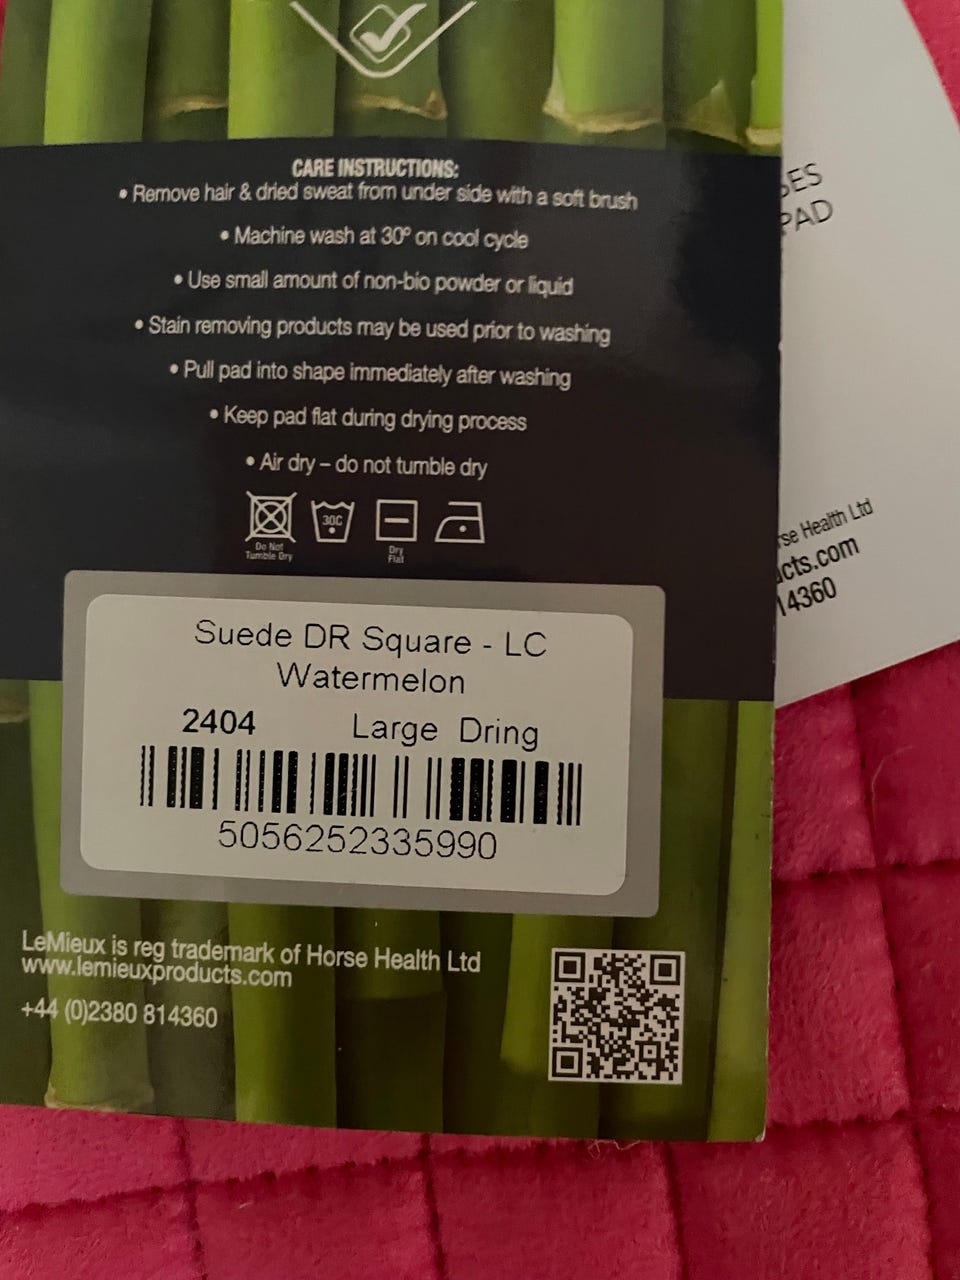 CARE INSTRUCTIONS:
• Remove hair & dried sweat from under side with a soft brush
• Machine wash at 30º on cool cycle
• Use small amount of non-bio powder or liquid
• Stain removing products may be used prior to washing
• Pull pad into shape immediately after washing
• Keep pad flat during drying process
• Air dry – do not tumble dry
30C
Do Not
Tumble Dry
Dry
Flat
Suede DR Square - LC
Watermelon
2404 Large Dring
5056252335990
LeMieux is reg trademark of Horse Health Ltd
www.lemieuxproducts.com
+44 (0)2380 814360
PAD
Health Ltd
cts.com
14360